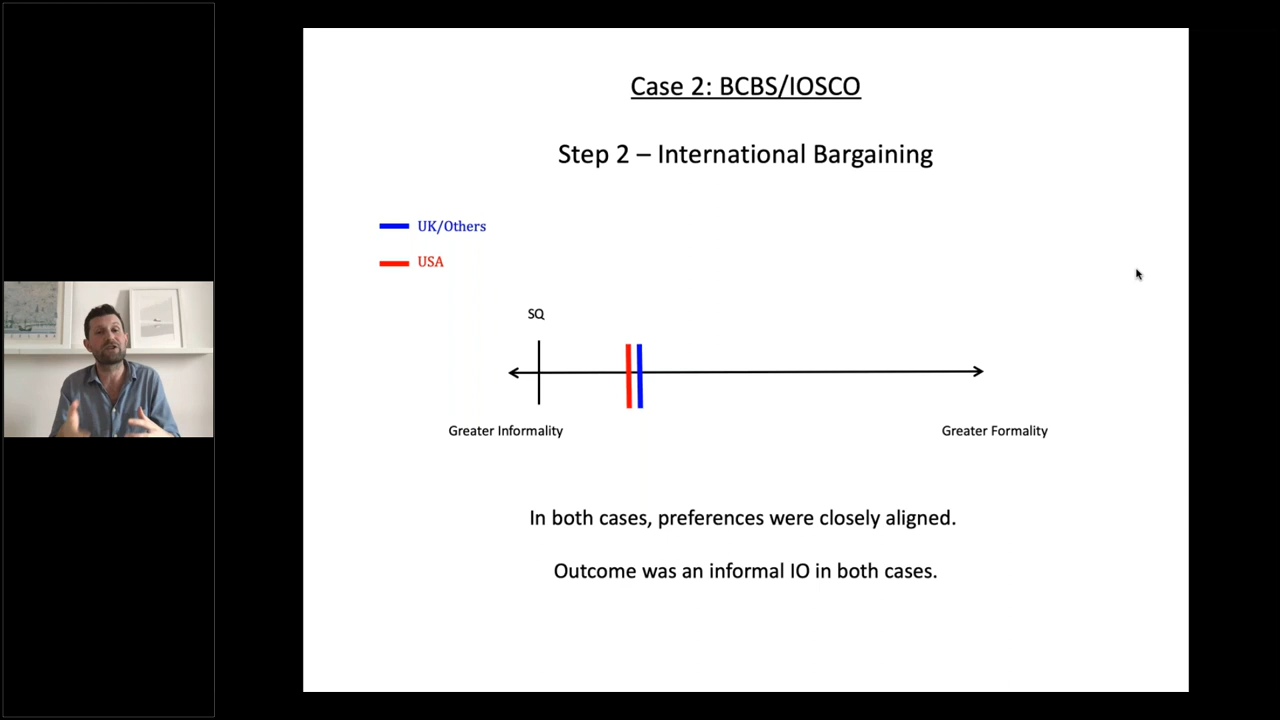 Case 2: BCBS/IOSCO
Step 2 – International Bargaining
UK/Others
USA
SQ
Greater Informality
Greater Formality
In both cases, preferences were closely aligned.
Outcome was an informal IO in both cases.